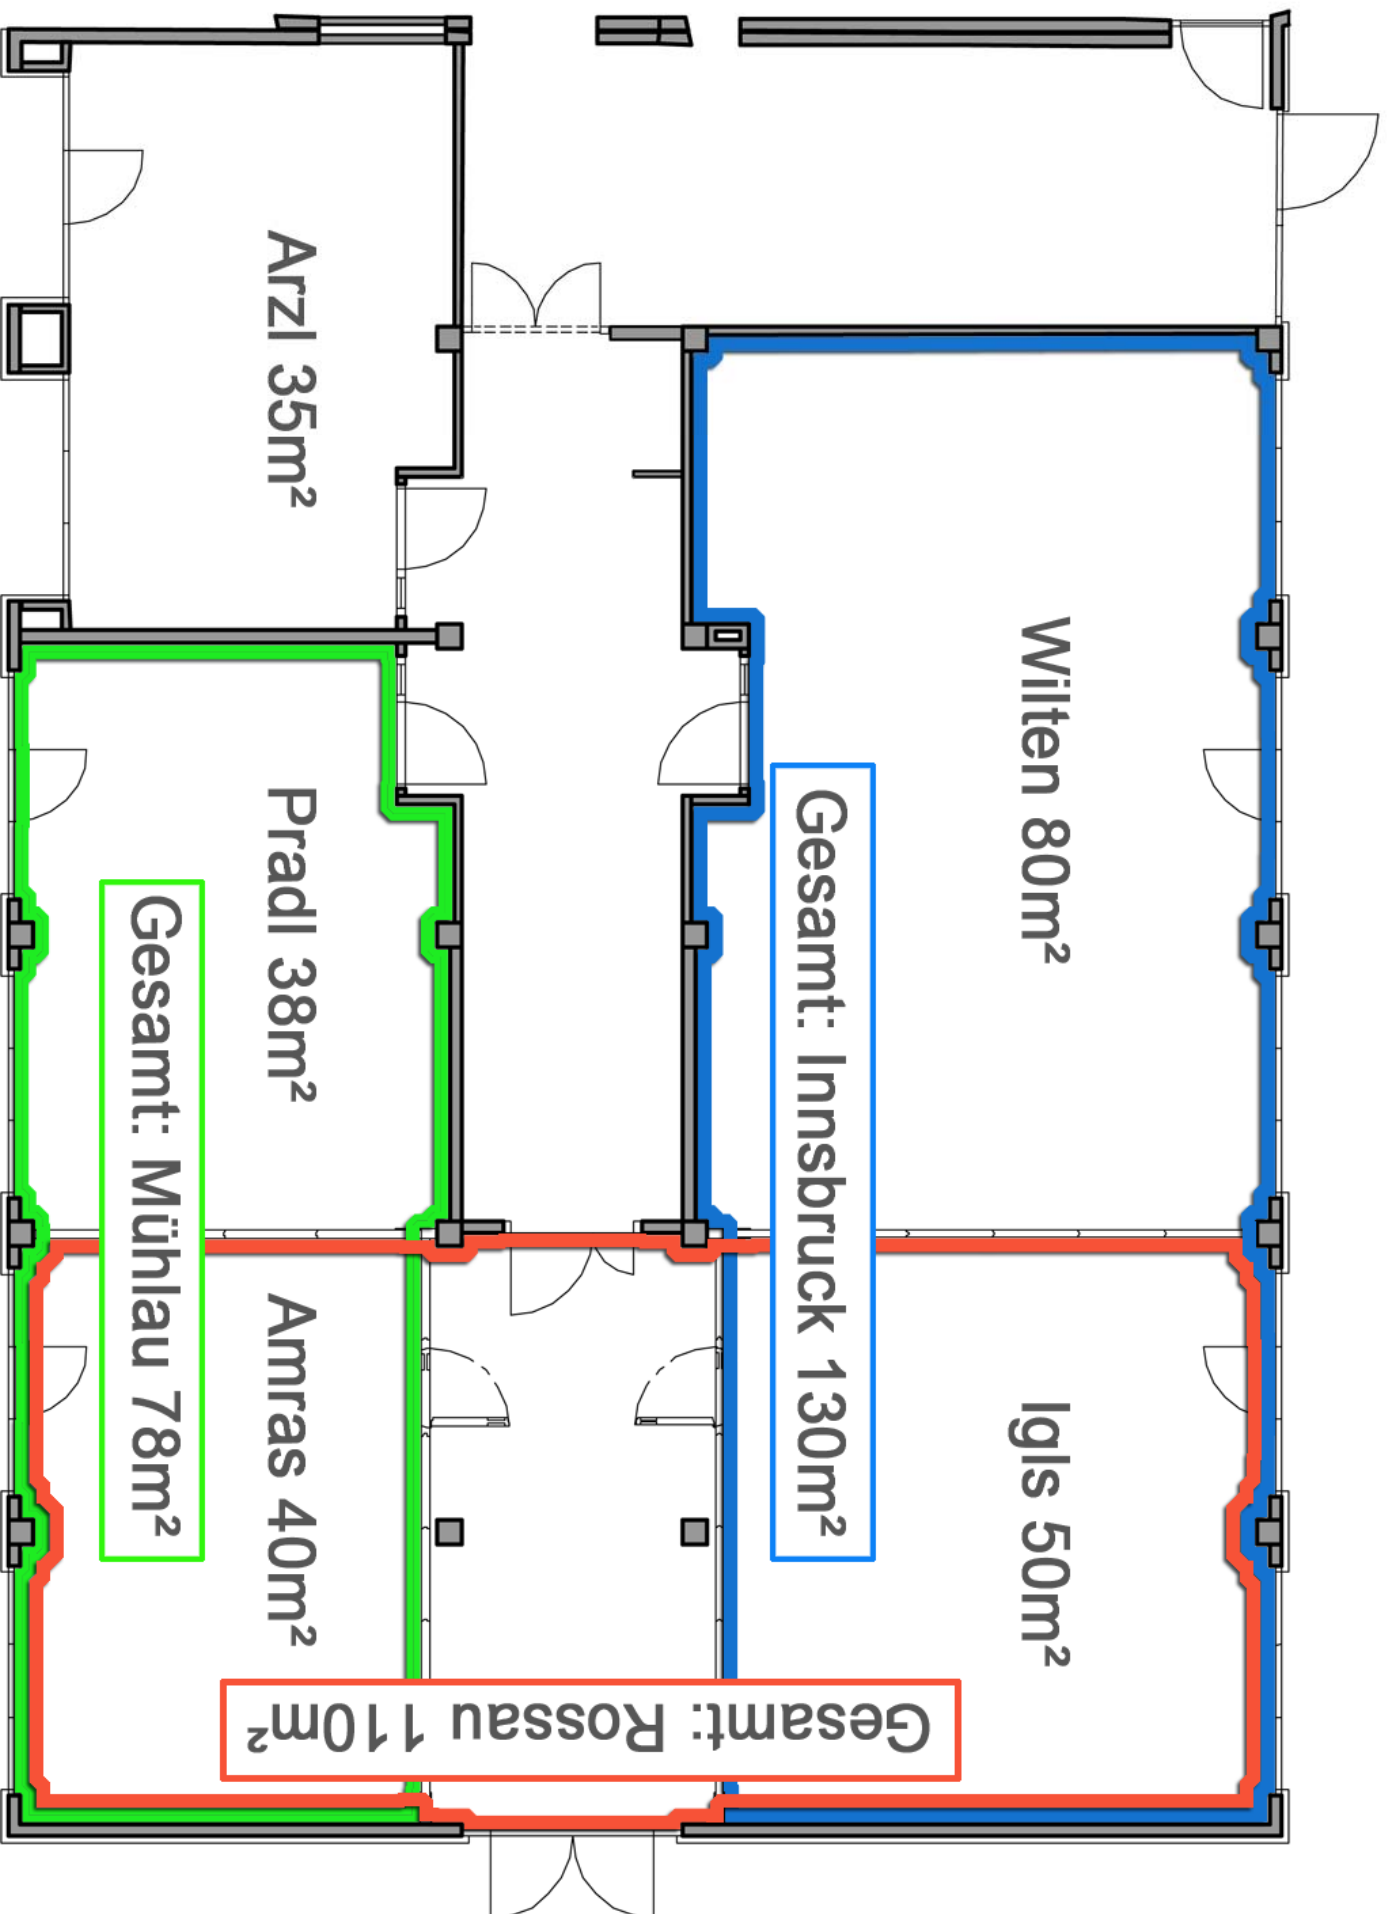 Wilten 80m²
Igls 50m²
Gesamt: Innsbruck 130m²
Arzl 35m²
Pradl 38m²
Amras 40m²
Gesamt: Mühlau 78m²
Gesamt: Rossau 110m²